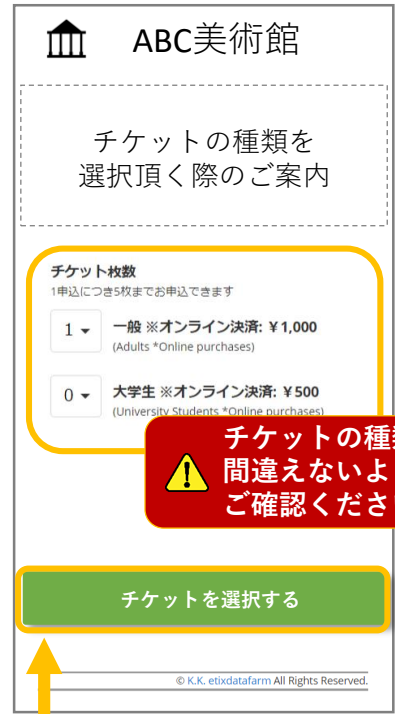 ABC美術館
チケットの種類を
選択頂く際のご案内
チケット枚数
1申込につき5枚までお申込できます
1
一般 ※オンライン決済: ¥1,000
(Adults *Online purchases)
0
大学生 ※オンライン決済: ¥500
(University Students *Online purchases)
チケットの種
間違えないよ
ご確認くださ
チケットを選択する
© K.K. etixdatafarm All Rights Reserved.